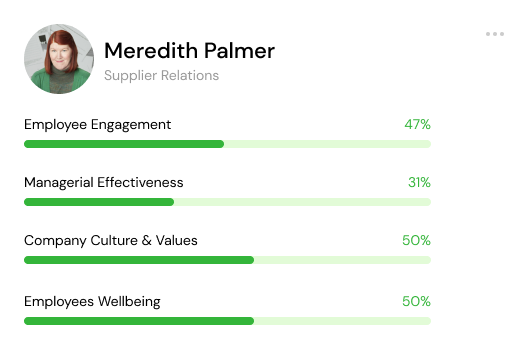 Meredith Palmer
Supplier Relations
Employee Engagement 47%
Managerial Effectiveness 31%
Company Culture & Values 50%
Employees Wellbeing 50%